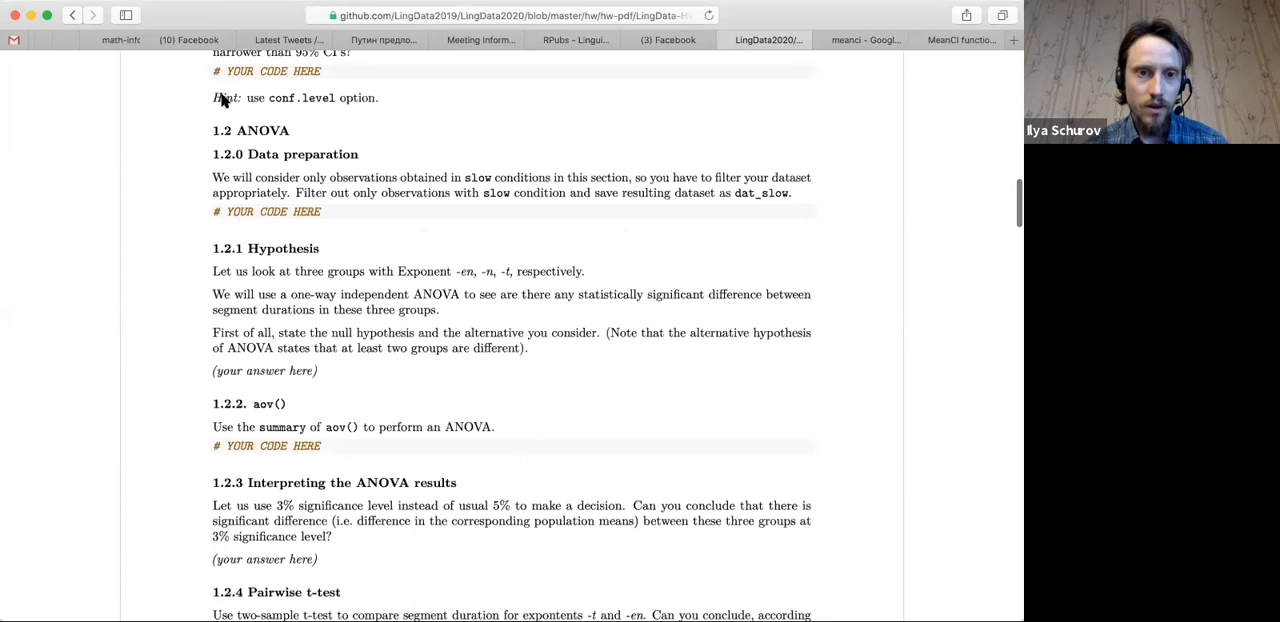 github.com/LingData2019/LingData2020/blob/master/hw/hw-pdf/LingData-H
math-info
(10) Facebook
Latest Tweets /...
Путин предло...
Meeting Inform...
RPubs - Lingui...
(3) Facebook
LingData2020/...
meanci - Googl...
MeanCI functio...
narrower than 95% CI's?
# YOUR CODE HERE
Hint: use conf.level option.
1.2 ANOVA
1.2.0 Data preparation
We will consider only observations obtained in slow conditions in this section, so you have to filter your dataset
appropriately. Filter out only observations with slow condition and save resulting dataset as dat_slow.
# YOUR CODE HERE
1.2.1 Hypothesis
Let us look at three groups with Exponent -en, -n, -t, respectively.
We will use a one-way independent ANOVA to see are there any statistically significant difference between
segment durations in these three groups.
First of all, state the null hypothesis and the alternative you consider. (Note that the alternative hypothesis
of ANOVA states that at least two groups are different).
(your answer here)
1.2.2. aov()
Use the summary of aov() to perform an ANOVA.
# YOUR CODE HERE
1.2.3 Interpreting the ANOVA results
Let us use 3% significance level instead of usual 5% to make a decision. Can you conclude that there is
significant difference (i.e. difference in the corresponding population means) between these three groups at
3% significance level?
(your answer here)
1.2.4 Pairwise t-test
Use two-sample t-test to compare segment duration for expontents -t and -en. Can you conclude, according
Ilya Schurov